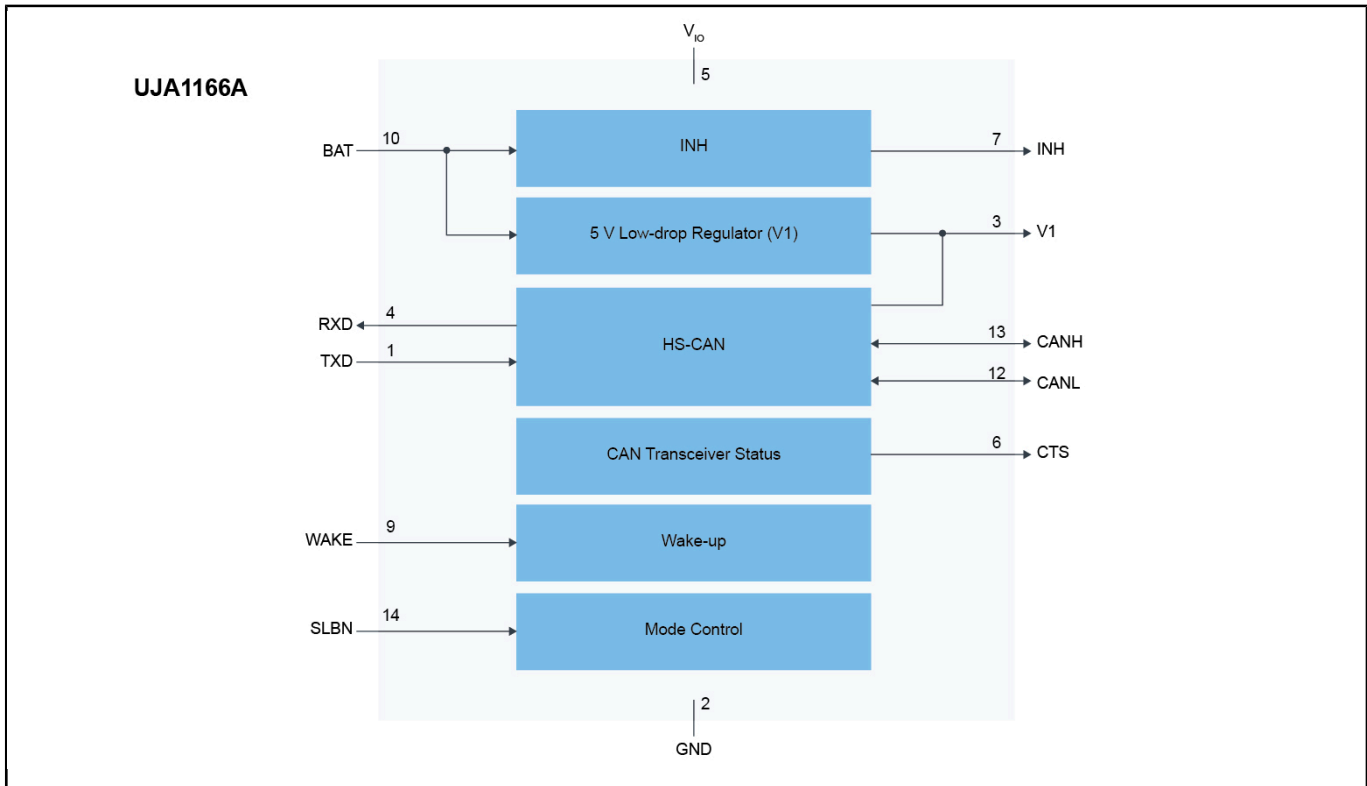 V_IO
5
UJA1166A
BAT
10
INH
7
INH
5 V Low-drop Regulator (V1)
3
V1
RXD
4
TXD
1
HS-CAN
13
CANH
12
CANL
CAN Transceiver Status
6
CTS
WAKE
9
Wake-up
SLBN
14
Mode Control
2
GND